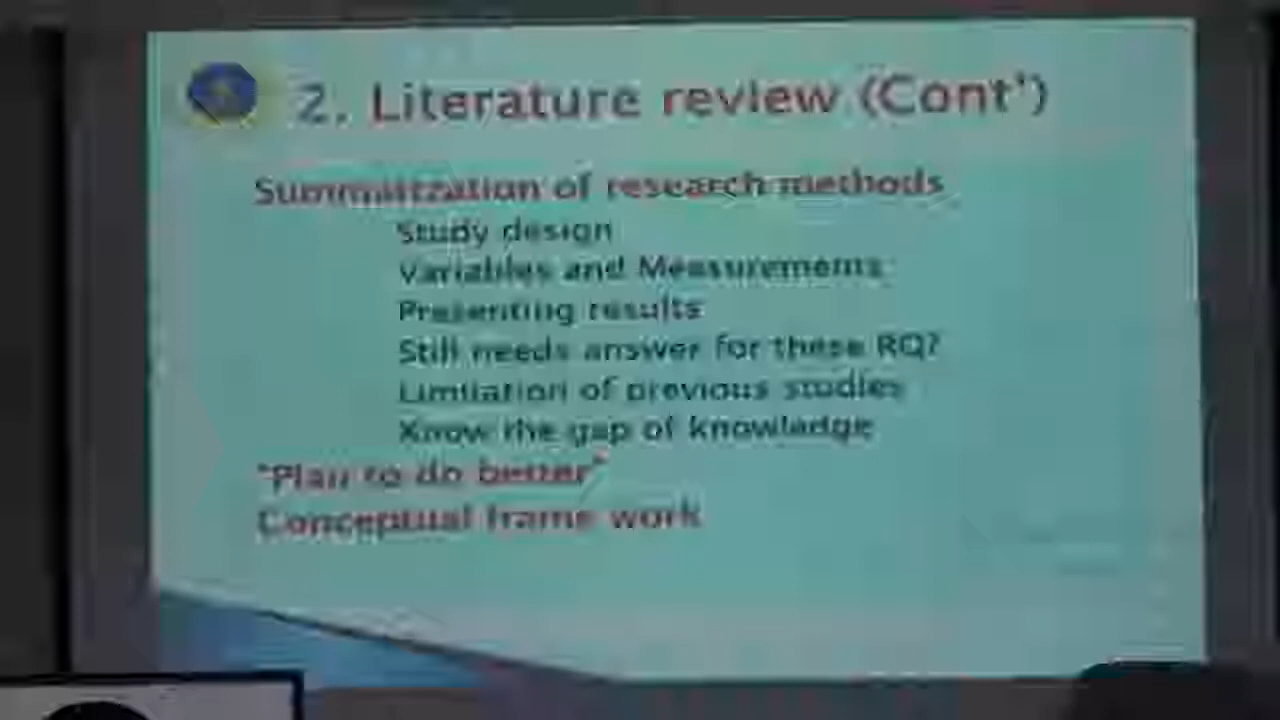 2. Literature review (Cont')
Summarization of research methods
Study design
Variables and Measurements
Presenting results
Still needs answer for these RQ?
Limitation of previous studies
Know the gap of knowledge
"Plan to do better"
Conceptual frame work